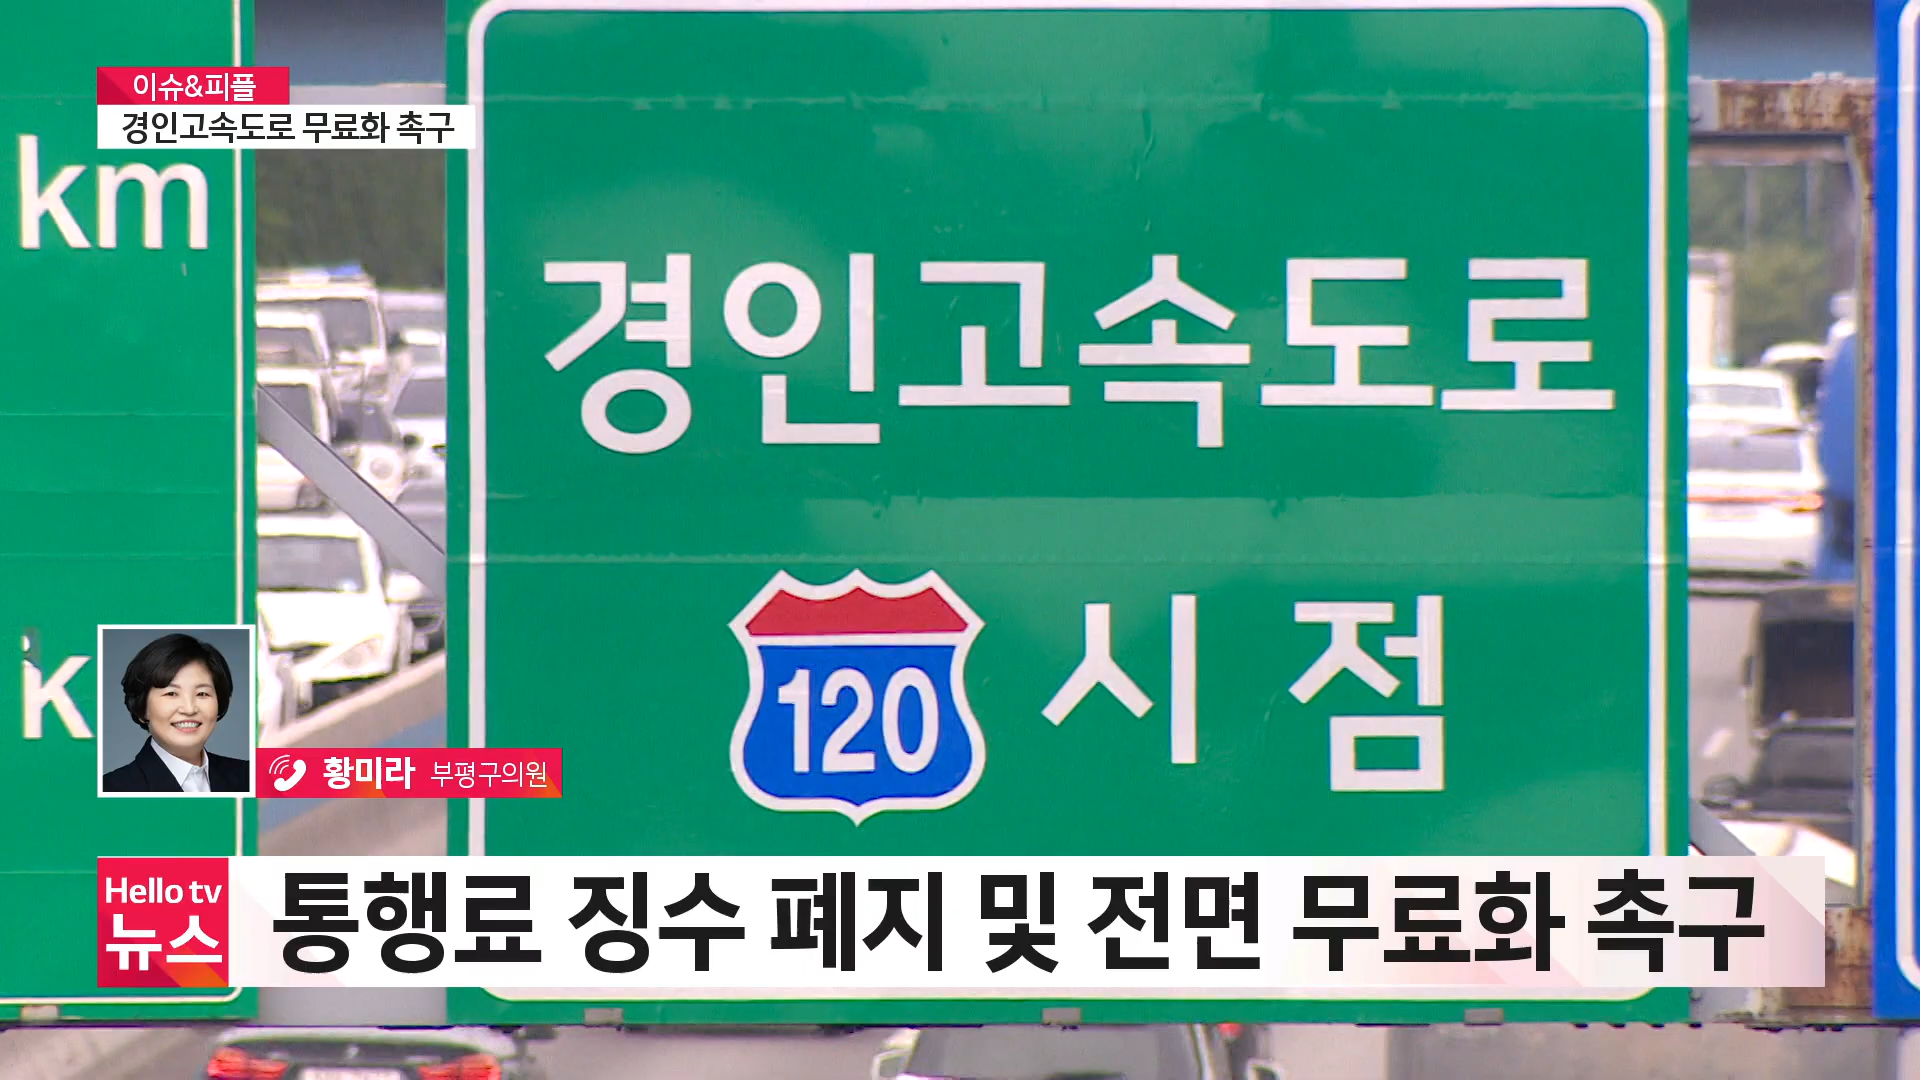 이슈&피플
경인고속도로 무료화 촉구
km
경인고속도로
120 시점
k
황미라 부평구의원
Hello tv
뉴스
통행료 징수 폐지 및 전면 무료화 촉구